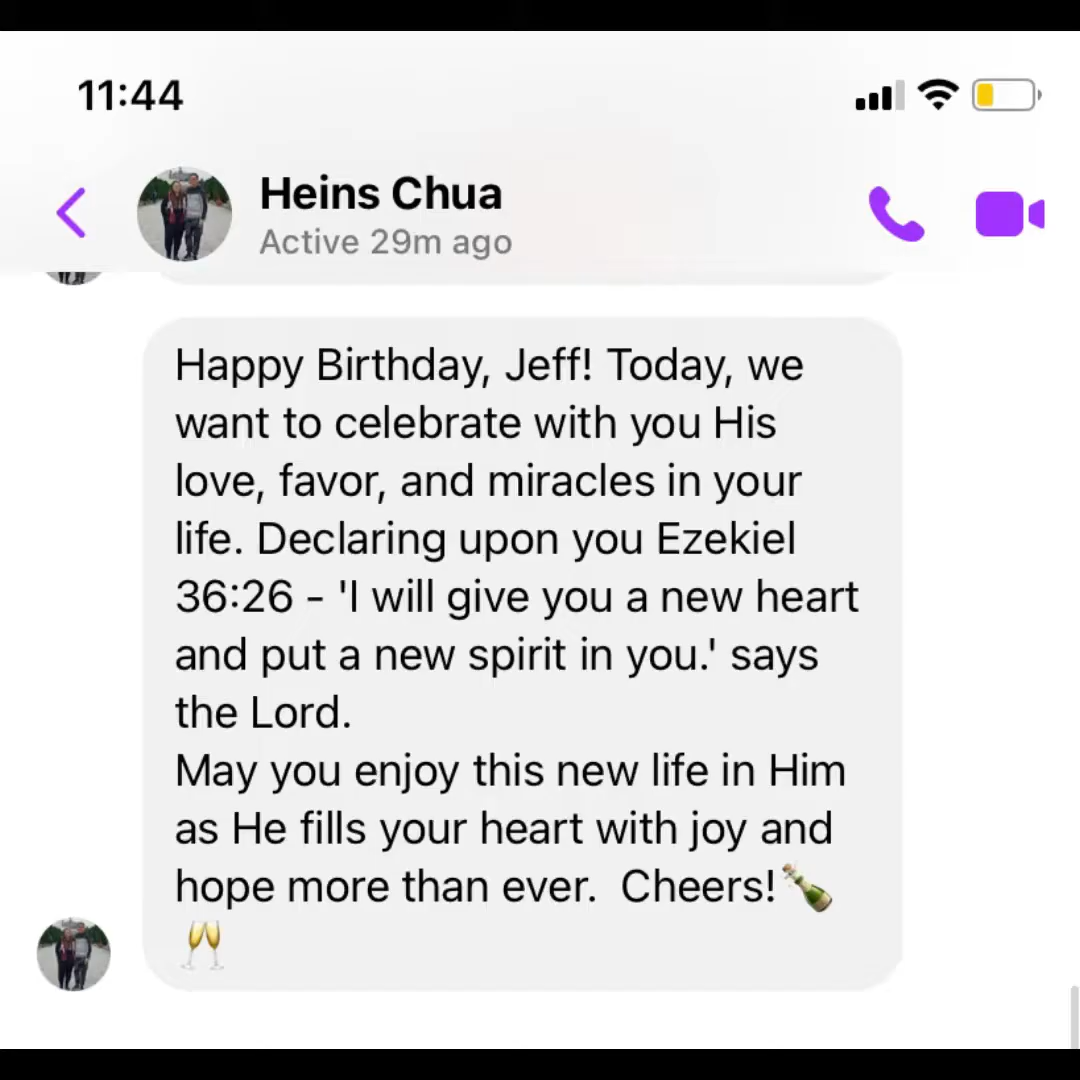 11:44
Heins Chua
Active 29m ago
Happy Birthday, Jeff! Today, we
want to celebrate with you His
love, favor, and miracles in your
life. Declaring upon you Ezekiel
36:26 - 'I will give you a new heart
and put a new spirit in you.' says
the Lord.
May you enjoy this new life in Him
as He fills your heart with joy and
hope more than ever.  Cheers!🍾
🥂